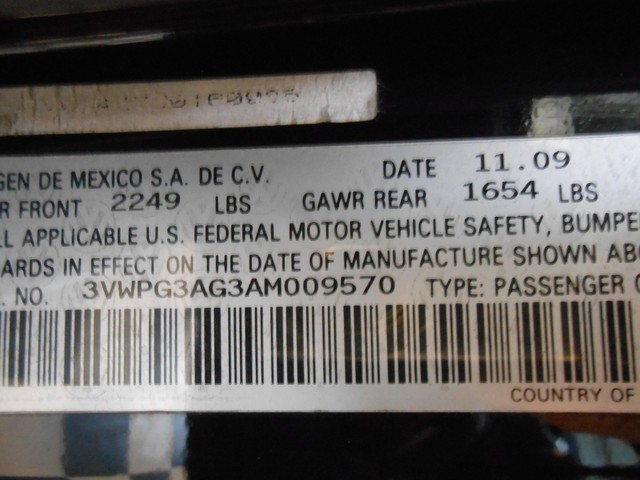 GEN DE MEXICO S.A. DE C.V. DATE 11.09
R FRONT 2249 LBS GAWR REAR 1654 LBS
LL APPLICABLE U.S. FEDERAL MOTOR VEHICLE SAFETY, BUMPE
ARDS IN EFFECT ON THE DATE OF MANUFACTURE SHOWN AB
. NO. 3VWPG3AG3AM009570 TYPE: PASSENGER C
COUNTRY OF